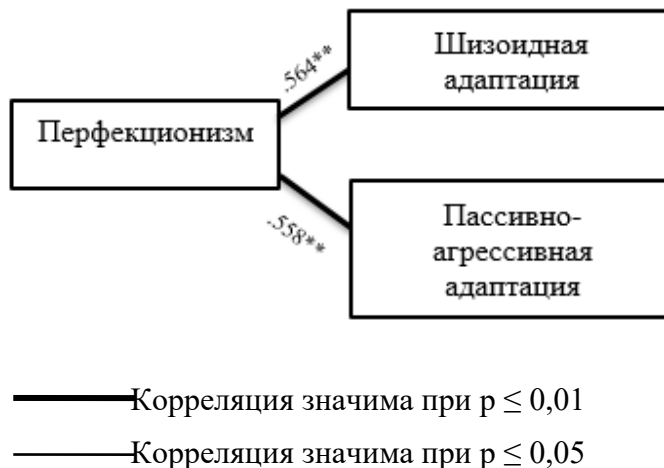 .564**
Шизоидная
адаптация
Перфекционизм
.558**
Пассивно-
агрессивная
адаптация
Корреляция значима при p ≤ 0,01
Корреляция значима при p ≤ 0,05